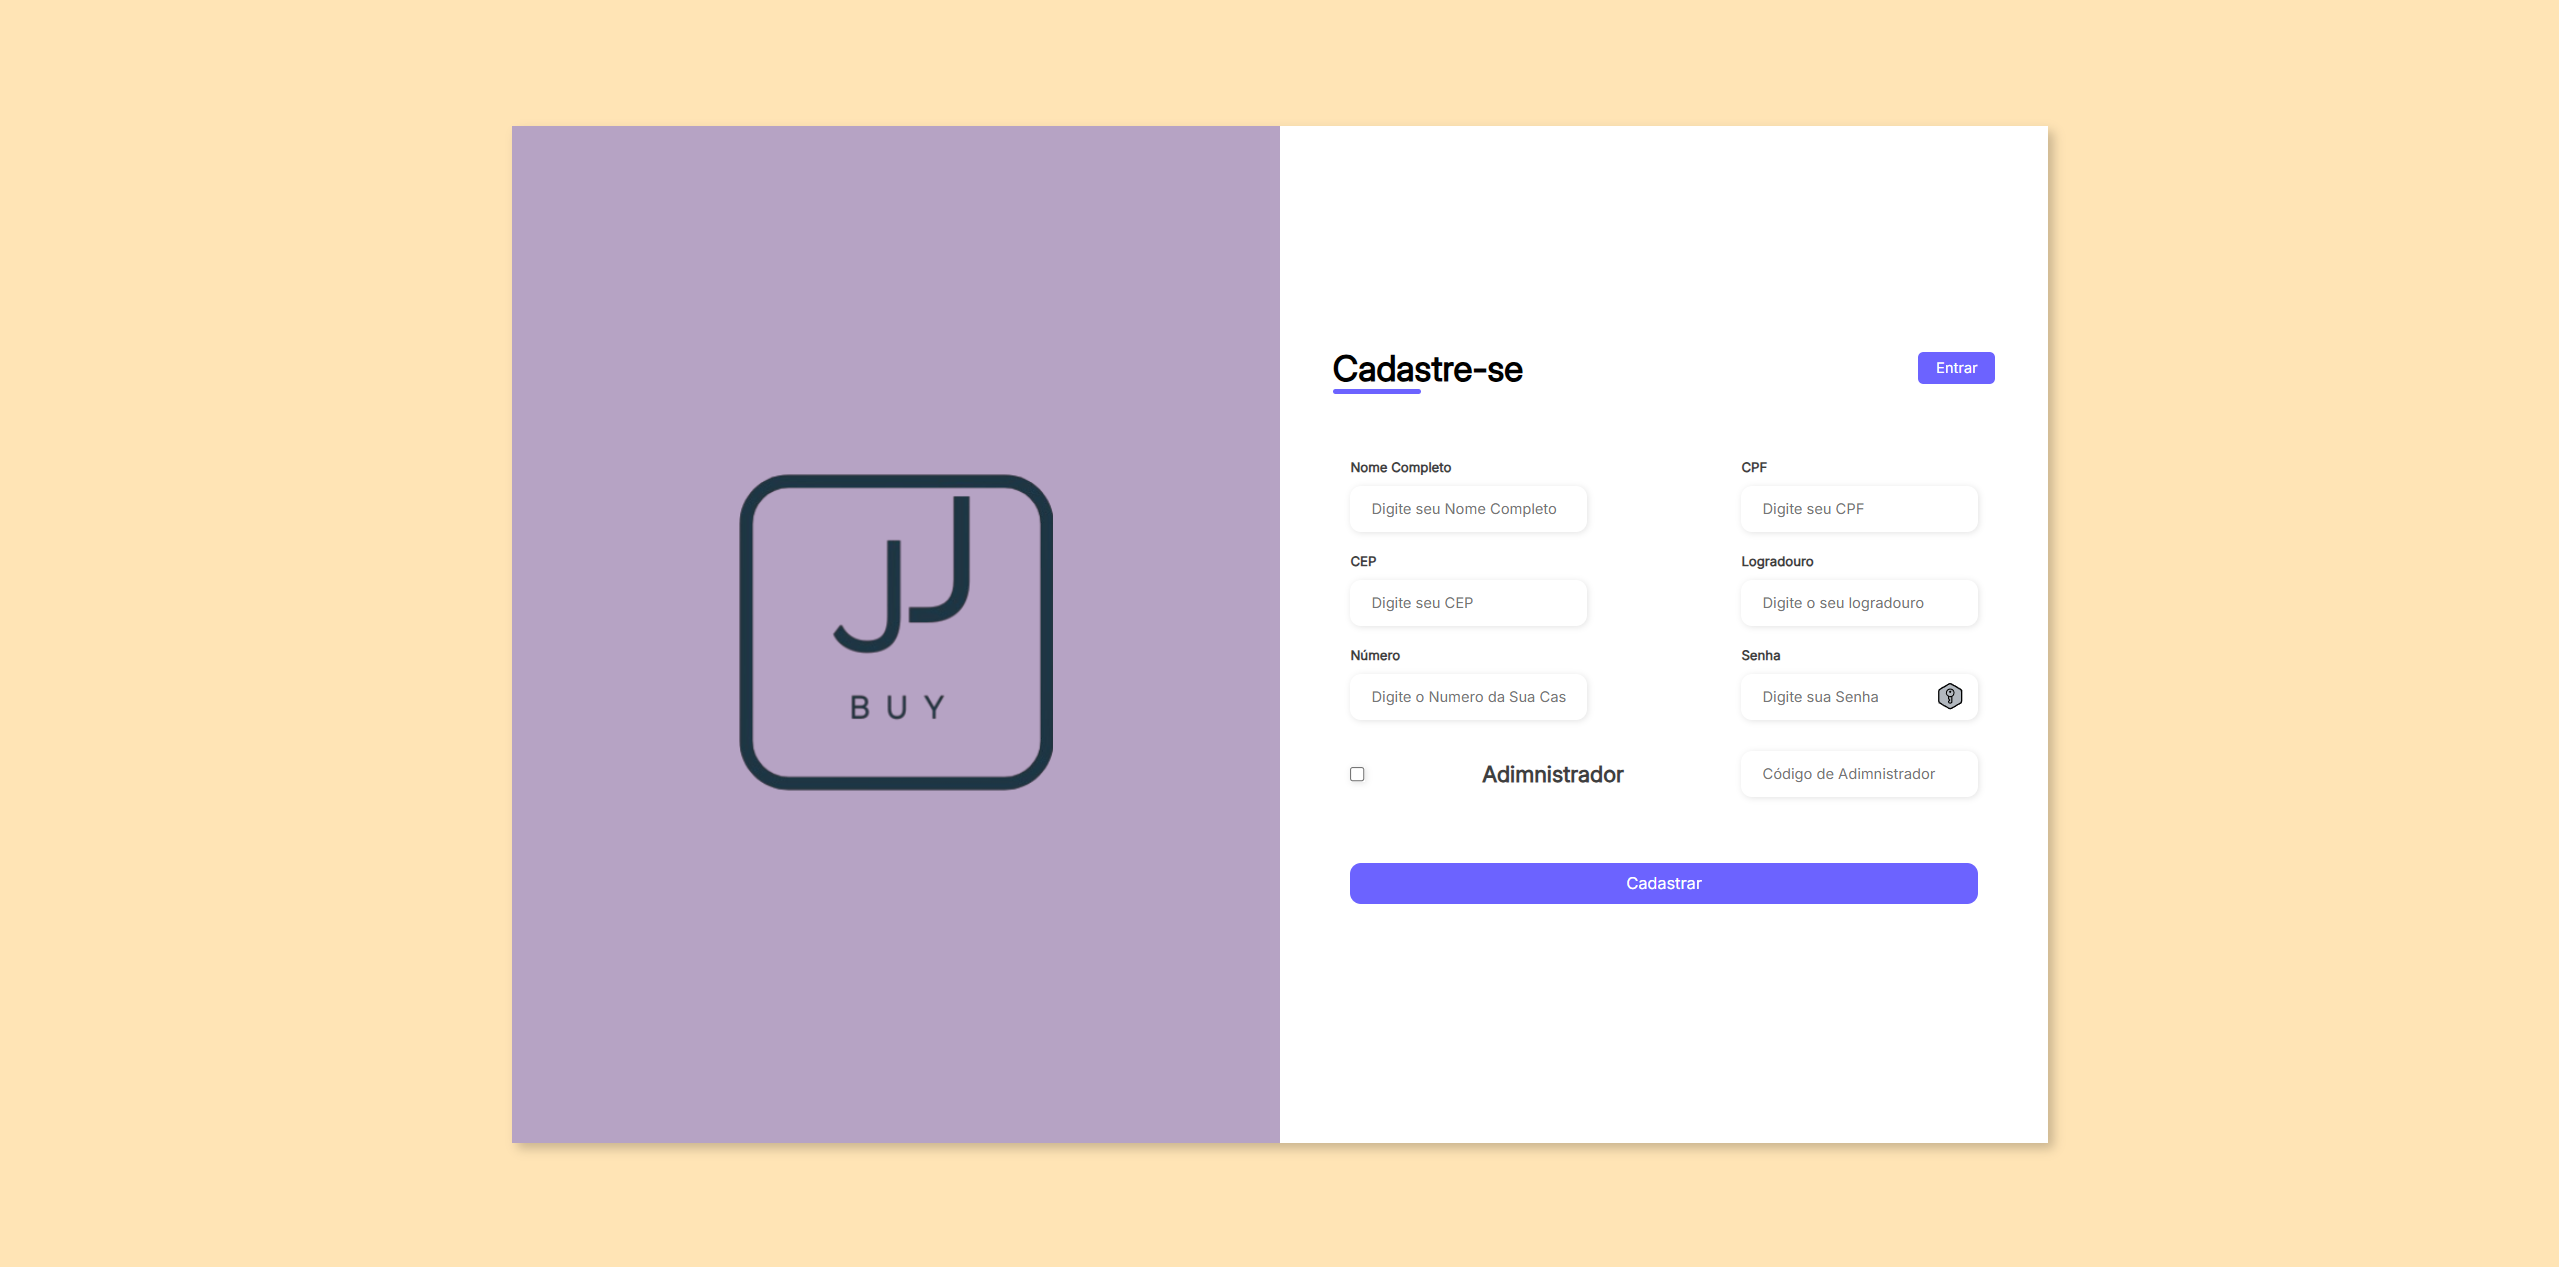 JJ
BUY
Cadastre-se
Entrar
Nome Completo
CPF
Digite seu Nome Completo
Digite seu CPF
CEP
Logradouro
Digite seu CEP
Digite o seu logradouro
Número
Senha
Digite o Numero da Sua Cas
Digite sua Senha
Adimnistrador
Código de Adimnistrador
Cadastrar